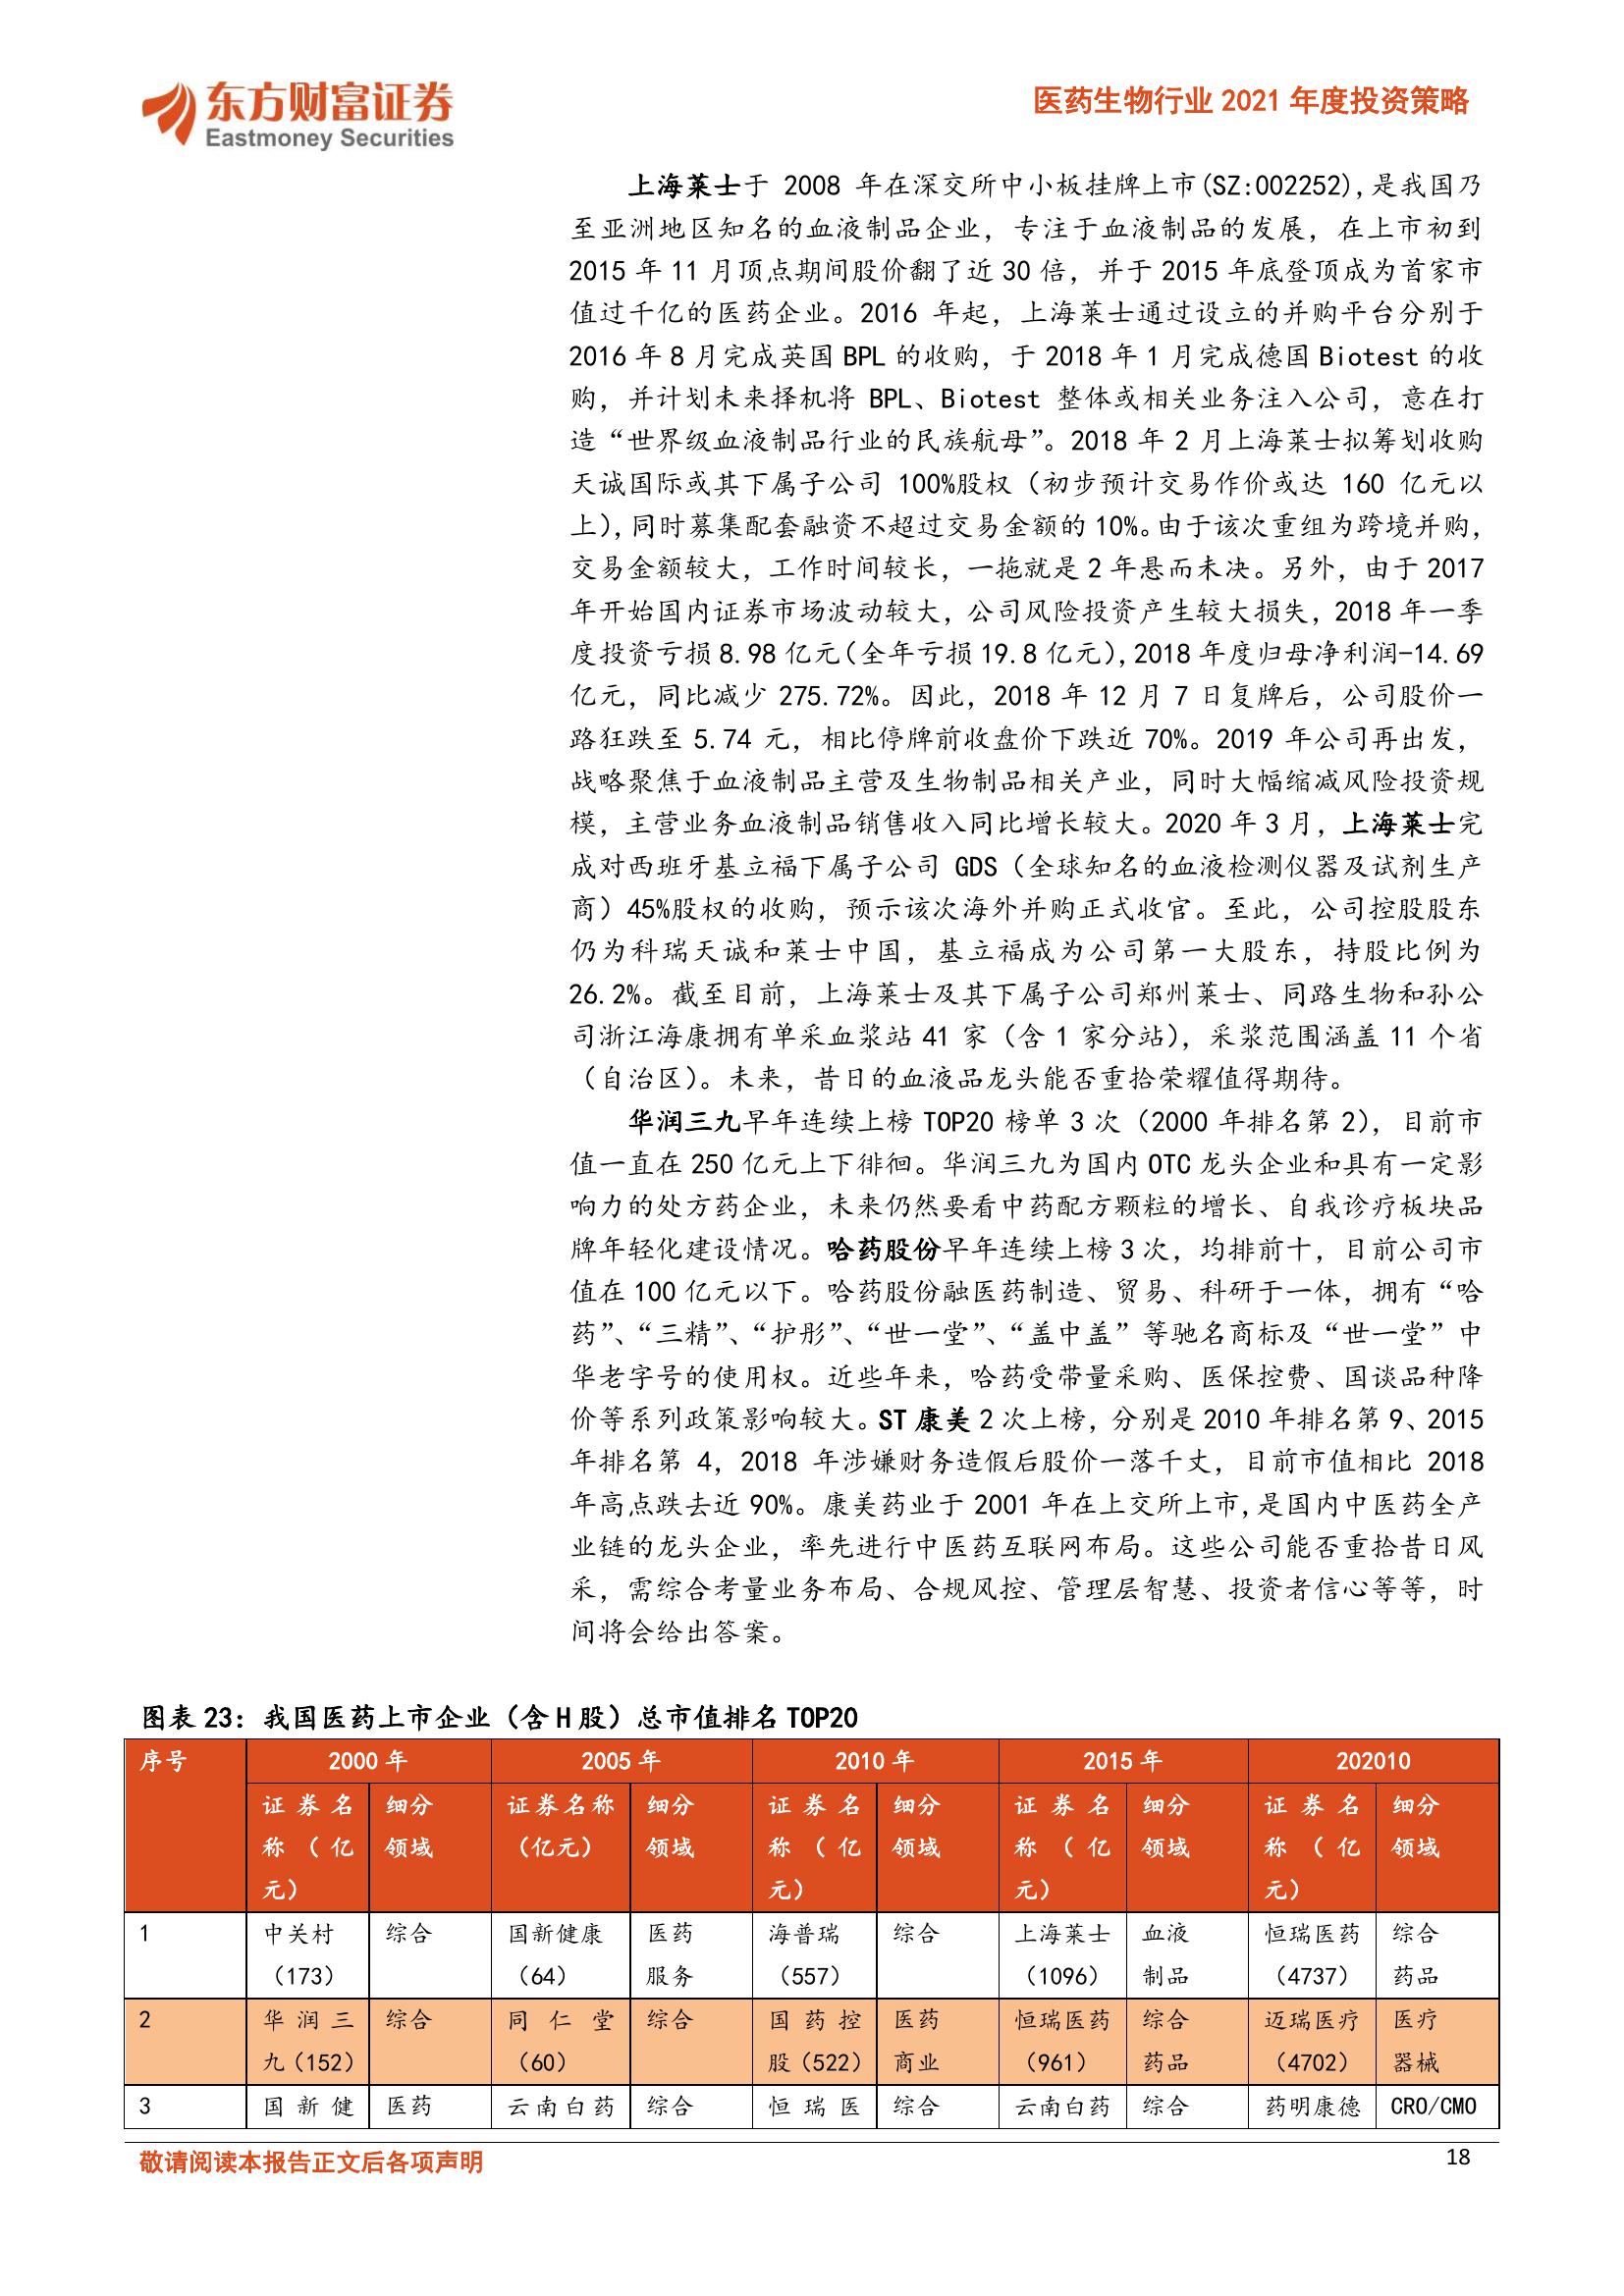 东方财富证券
Eastmoney Securities
医药生物行业 2021 年度投资策略
上海莱士于 2008 年在深交所中小板挂牌上市(SZ:002252),是我国乃
至亚洲地区知名的血液制品企业，专注于血液制品的发展，在上市初到
2015 年 11 月顶点期间股价翻了近 30 倍，并于 2015 年底登顶成为首家市
值过千亿的医药企业。2016 年起，上海莱士通过设立的并购平台分别于
2016 年 8 月完成英国 BPL 的收购，于 2018 年 1 月完成德国 Biotest 的收
购，并计划未来择机将 BPL、Biotest 整体或相关业务注入公司，意在打
造“世界级血液制品行业的民族航母”。2018 年 2 月上海莱士拟筹划收购
天诚国际或其下属子公司 100%股权（初步预计交易作价或达 160 亿元以
上），同时募集配套融资不超过交易金额的 10%。由于该次重组为跨境并购，
交易金额较大，工作时间较长，一拖就是 2 年悬而未决。另外，由于 2017
年开始国内证券市场波动较大，公司风险投资产生较大损失，2018 年一季
度投资亏损 8.98 亿元（全年亏损 19.8 亿元），2018 年度归母净利润-14.69
亿元，同比减少 275.72%。因此，2018 年 12 月 7 日复牌后，公司股价一
路狂跌至 5.74 元，相比停牌前收盘价下跌近 70%。2019 年公司再出发，
战略聚焦于血液制品主营及生物制品相关产业，同时大幅缩减风险投资规
模，主营业务血液制品销售收入同比增长较大。2020 年 3 月，上海莱士完
成对西班牙基立福下属子公司 GDS（全球知名的血液检测仪器及试剂生产
商）45%股权的收购，预示该次海外并购正式收官。至此，公司控股股东
仍为科瑞天诚和莱士中国，基立福成为公司第一大股东，持股比例为
26.2%。截至目前，上海莱士及其下属子公司郑州莱士、同路生物和孙公
司浙江海康拥有单采血浆站 41 家（含 1 家分站），采浆范围涵盖 11 个省
（自治区）。未来，昔日的血液品龙头能否重拾荣耀值得期待。
华润三九早年连续上榜 TOP20 榜单 3 次（2000 年排名第 2），目前市
值一直在 250 亿元上下徘徊。华润三九为国内 OTC 龙头企业和具有一定影
响力的处方药企业，未来仍然要看中药配方颗粒的增长、自我诊疗板块品
牌年轻化建设情况。哈药股份早年连续上榜 3 次，均排前十，目前公司市
值在 100 亿元以下。哈药股份融医药制造、贸易、科研于一体，拥有“哈
药”、“三精”、“护彤”、“世一堂”、“盖中盖”等驰名商标及“世一堂”中
华老字号的使用权。近些年来，哈药受带量采购、医保控费、国谈品种降
价等系列政策影响较大。ST 康美 2 次上榜，分别是 2010 年排名第 9、2015
年排名第 4，2018 年涉嫌财务造假后股价一落千丈，目前市值相比 2018
年高点跌去近 90%。康美药业于 2001 年在上交所上市,是国内中医药全产
业链的龙头企业，率先进行中医药互联网布局。这些公司能否重拾昔日风
采，需综合考量业务布局、合规风控、管理层智慧、投资者信心等等，时
间将会给出答案。
图表 23：我国医药上市企业（含 H 股）总市值排名 TOP20
序号 2000 年 2005 年 2010 年 2015 年 202010
证券名 细分 证券名称 细分 证券名 细分 证券名 细分 证券名 细分
称（亿 领域 （亿元） 领域 称（亿 领域 称（亿 领域 称（亿 领域
元） 元） 元） 元）
1 中关村 综合 国新健康 医药 海普瑞 综合 上海莱士 血液 恒瑞医药 综合
（173） （64） 服务 （557） （1096） 制品 （4737） 药品
2 华润三 综合 同仁堂 综合 国药控 医药 恒瑞医药 综合 迈瑞医疗 医疗
九（152） （60） 股（522） 商业 （961） 药品 （4702） 器械
3 国新健 医药 云南白药 综合 恒瑞医 综合 云南白药 综合 药明康德 CRO/CMO
敬请阅读本报告正文后各项声明
18